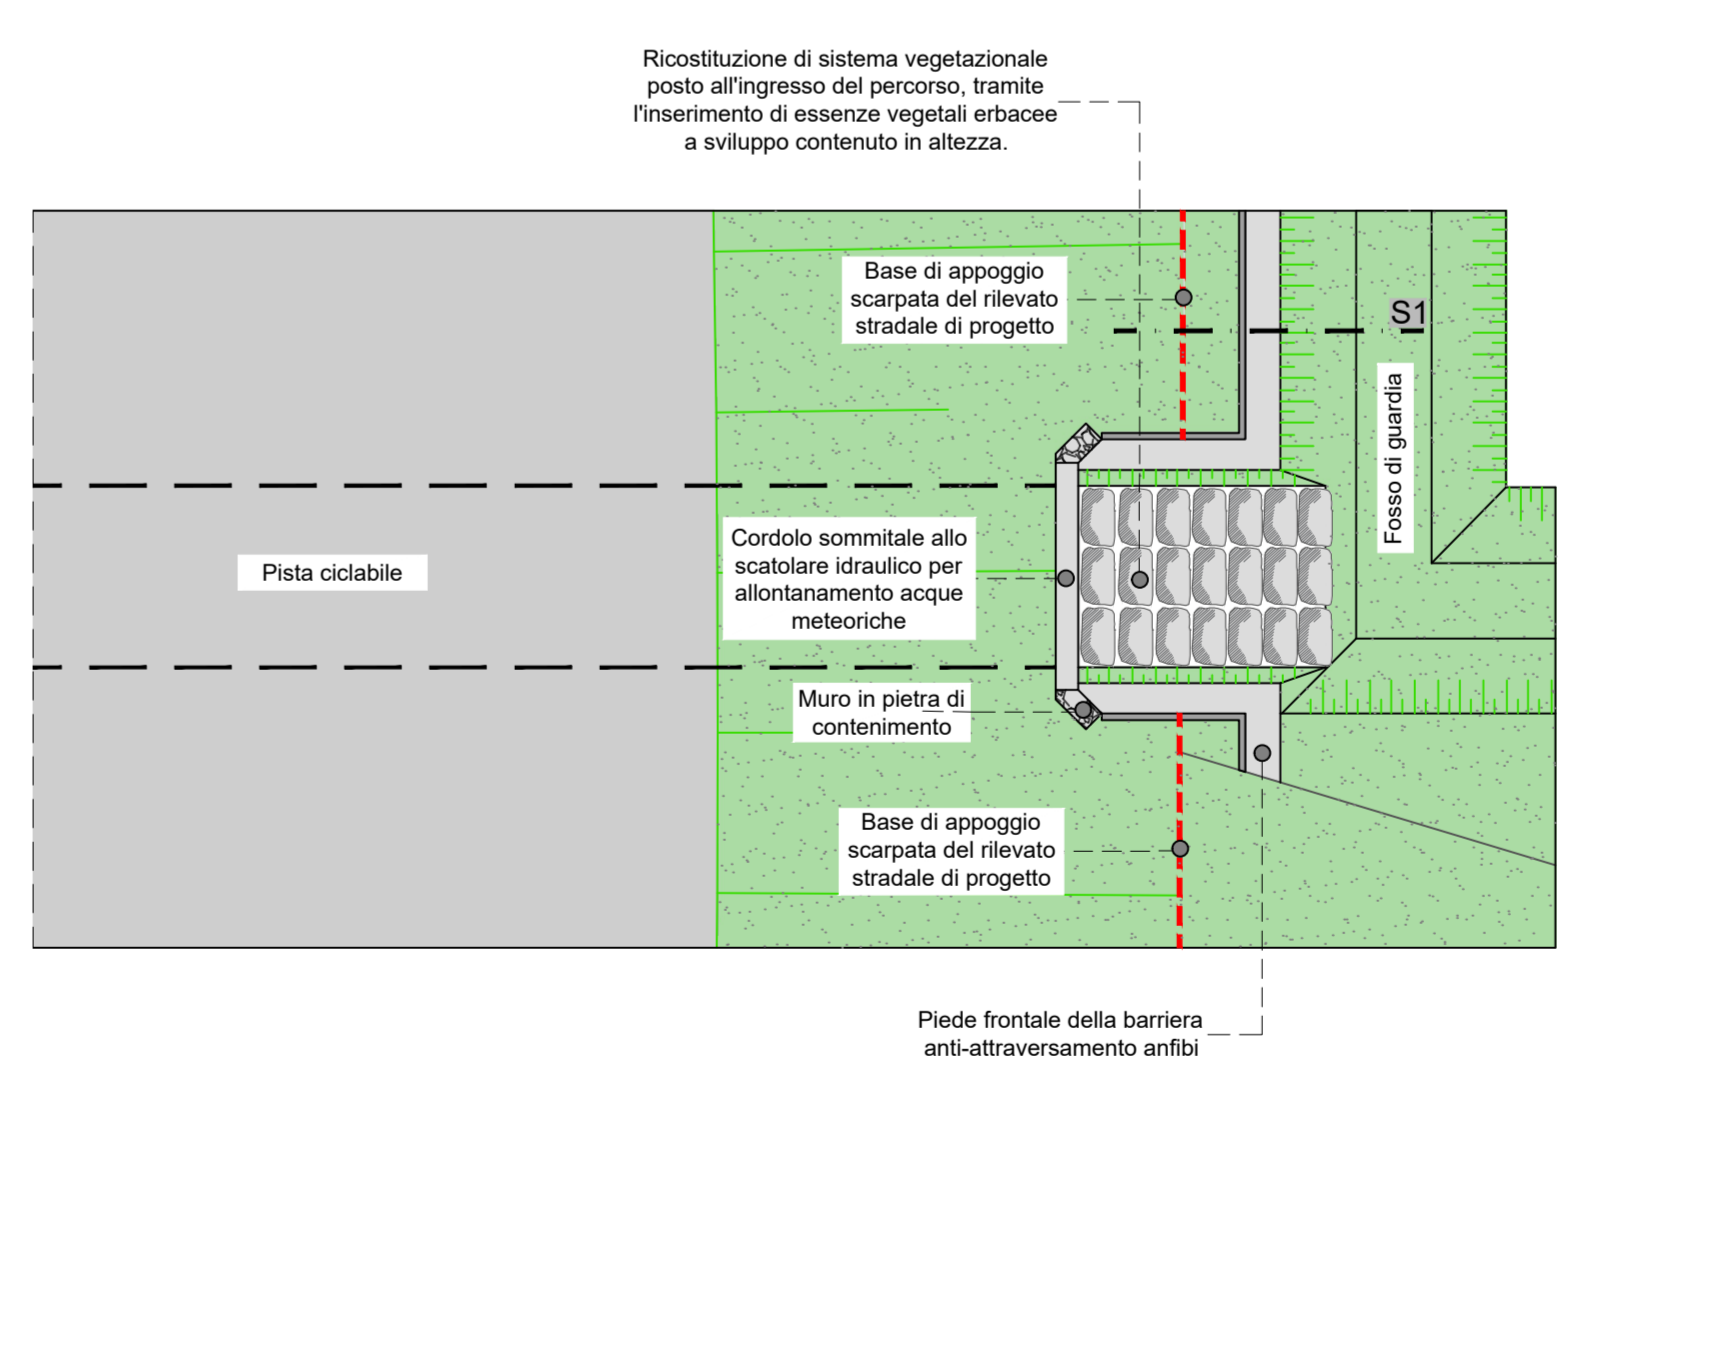 Ricostituzione di sistema vegetazionale
posto all'ingresso del percorso, tramite
l'inserimento di essenze vegetali erbacee
a sviluppo contenuto in altezza.
Base di appoggio
scarpata del rilevato
stradale di progetto
S1
Fosso di guardia
Cordolo sommitale allo
scatolare idraulico per
allontanamento acque
meteoriche
Pista ciclabile
Muro in pietra di
contenimento
Base di appoggio
scarpata del rilevato
stradale di progetto
Piede frontale della barriera
anti-attraversamento anfibi